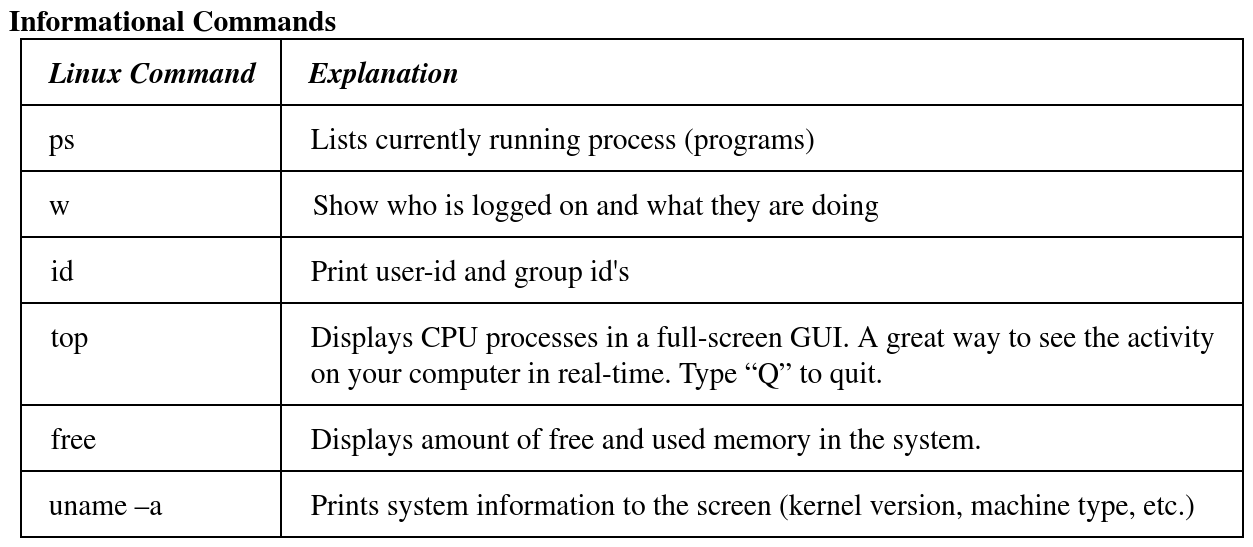 Informational Commands
Linux Command Explanation
ps Lists currently running process (programs)
w Show who is logged on and what they are doing
id Print user-id and group id's
top Displays CPU processes in a full-screen GUI. A great way to see the activity
on your computer in real-time. Type “Q” to quit.
free Displays amount of free and used memory in the system.
uname –a Prints system information to the screen (kernel version, machine type, etc.)